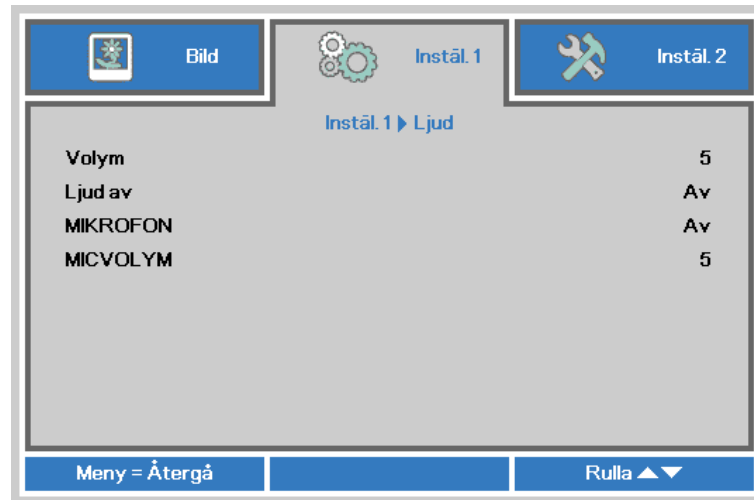 Bild
Instäl. 1
Instäl. 2
Instäl. 1 ▶ Ljud
Volym 5
Ljud av Av
MIKROFON Av
MICVOLYM 5
Meny = Återgå
Rulla ▲▼